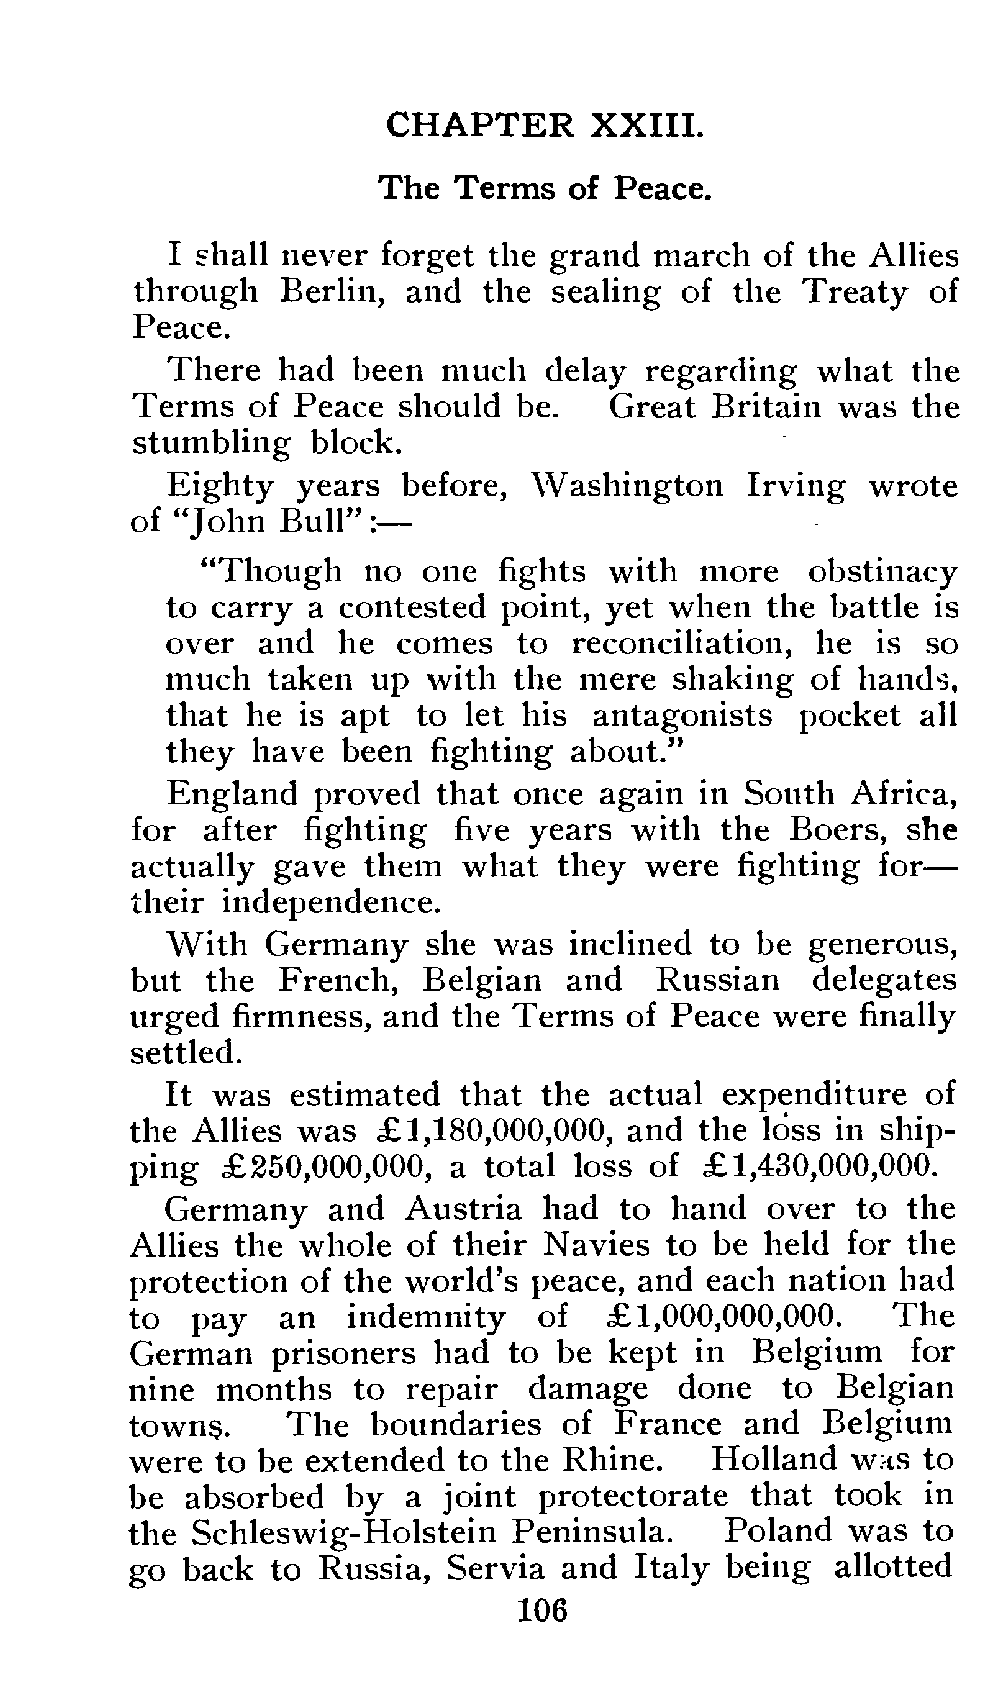 CHAPTER XXIII.
The Terms of Peace.
I shall never forget the grand march of the Allies
through Berlin, and the sealing of the Treaty of
Peace.
There had been much delay regarding what the
Terms of Peace should be. Great Britain was the
stumbling block.
Eighty years before, Washington Irving wrote
of “John Bull”:—
“Though no one fights with more obstinacy
to carry a contested point, yet when the battle is
over and he comes to reconciliation, he is so
much taken up with the mere shaking of hands,
that he is apt to let his antagonists pocket all
they have been fighting about.”
England proved that once again in South Africa,
for after fighting five years with the Boers, she
actually gave them what they were fighting for—
their independence.
With Germany she was inclined to be generous,
but the French, Belgian and Russian delegates
urged firmness, and the Terms of Peace were finally
settled.
It was estimated that the actual expenditure of
the Allies was £1,180,000,000, and the loss in ship-
ping £250,000,000, a total loss of £1,430,000,000.
Germany and Austria had to hand over to the
Allies the whole of their Navies to be held for the
protection of the world's peace, and each nation had
to pay an indemnity of £1,000,000,000. The
German prisoners had to be kept in Belgium for
nine months to repair damage done to Belgian
towns. The boundaries of France and Belgium
were to be extended to the Rhine. Holland was to
be absorbed by a joint protectorate that took in
the Schleswig-Holstein Peninsula. Poland was to
go back to Russia, Servia and Italy being allotted
106